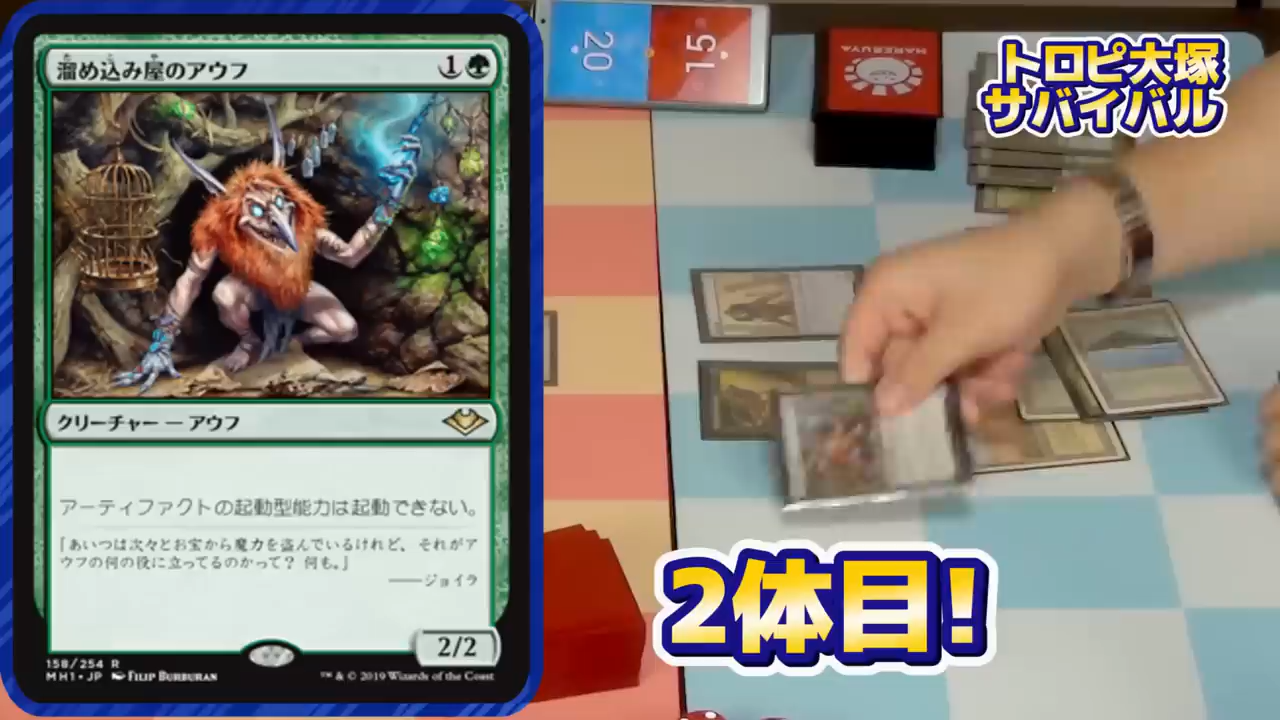 溜め込み屋のアウフ
1
クリーチャー ― アウフ
アーティファクトの起動型能力は起動できない。
「あいつは次々とお宝から魔力を盗んでいるけれど、それがア
ウフの何の役に立ってるのかって? 何も。」
――ジョイラ
2/2
158/254 R
MH1・JP FILIP BURBURAN
™ & © 2019 Wizards of the Coast
20
15
HARERUYA
トロピ大塚
サバイバル
2体目!